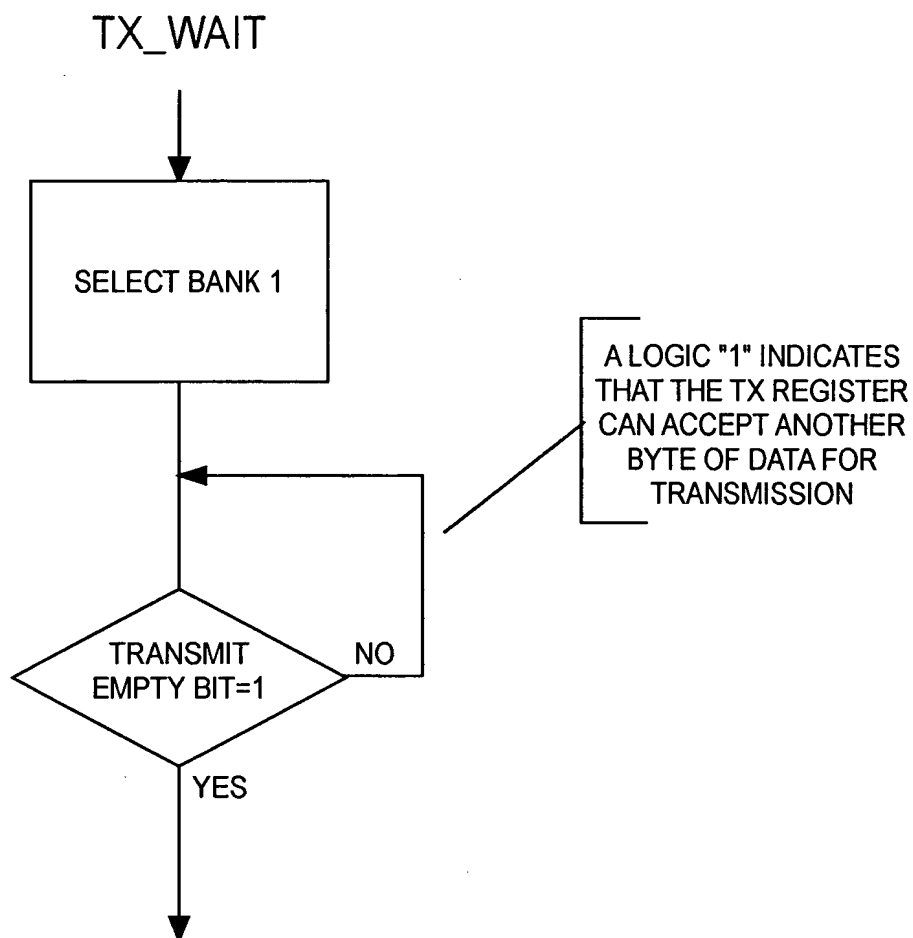 TX_WAIT
SELECT BANK 1
A LOGIC "1" INDICATES
THAT THE TX REGISTER
CAN ACCEPT ANOTHER
BYTE OF DATA FOR
TRANSMISSION
TRANSMIT
EMPTY BIT=1
NO
YES